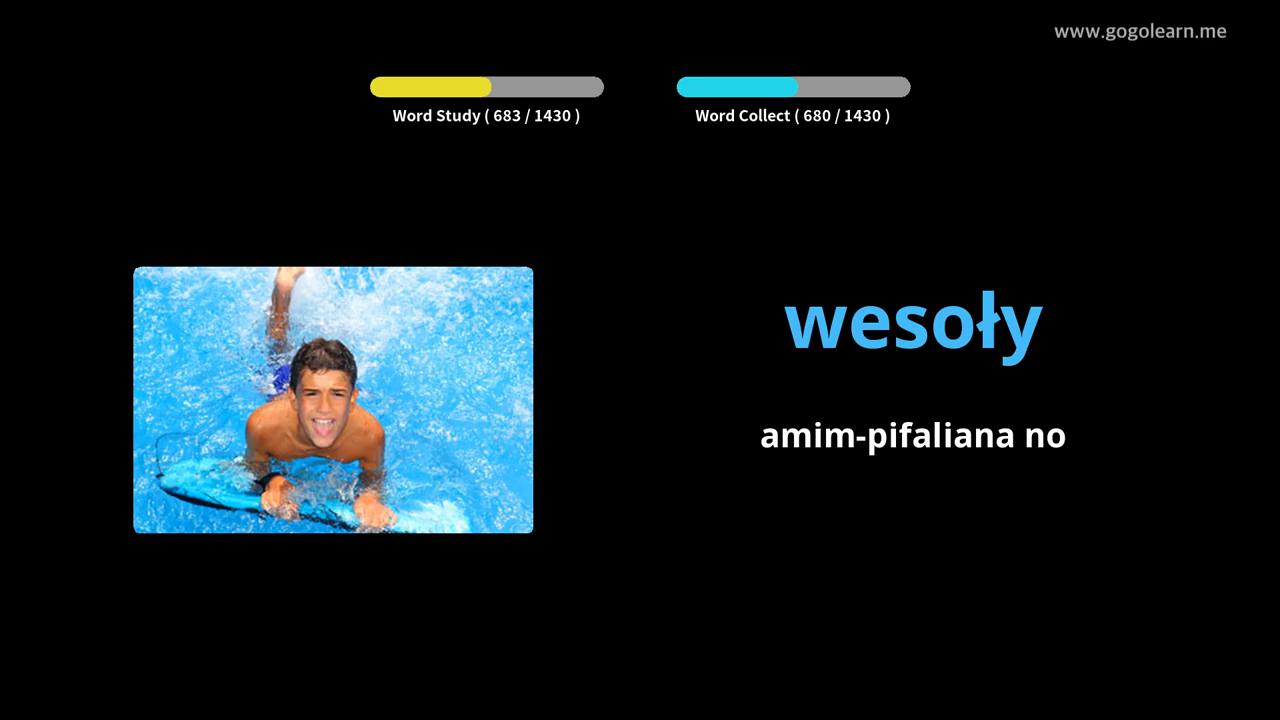 www.gogolearn.me
Word Study ( 683 / 1430 )
Word Collect ( 680 / 1430 )
wesoły
amim-pifaliana no